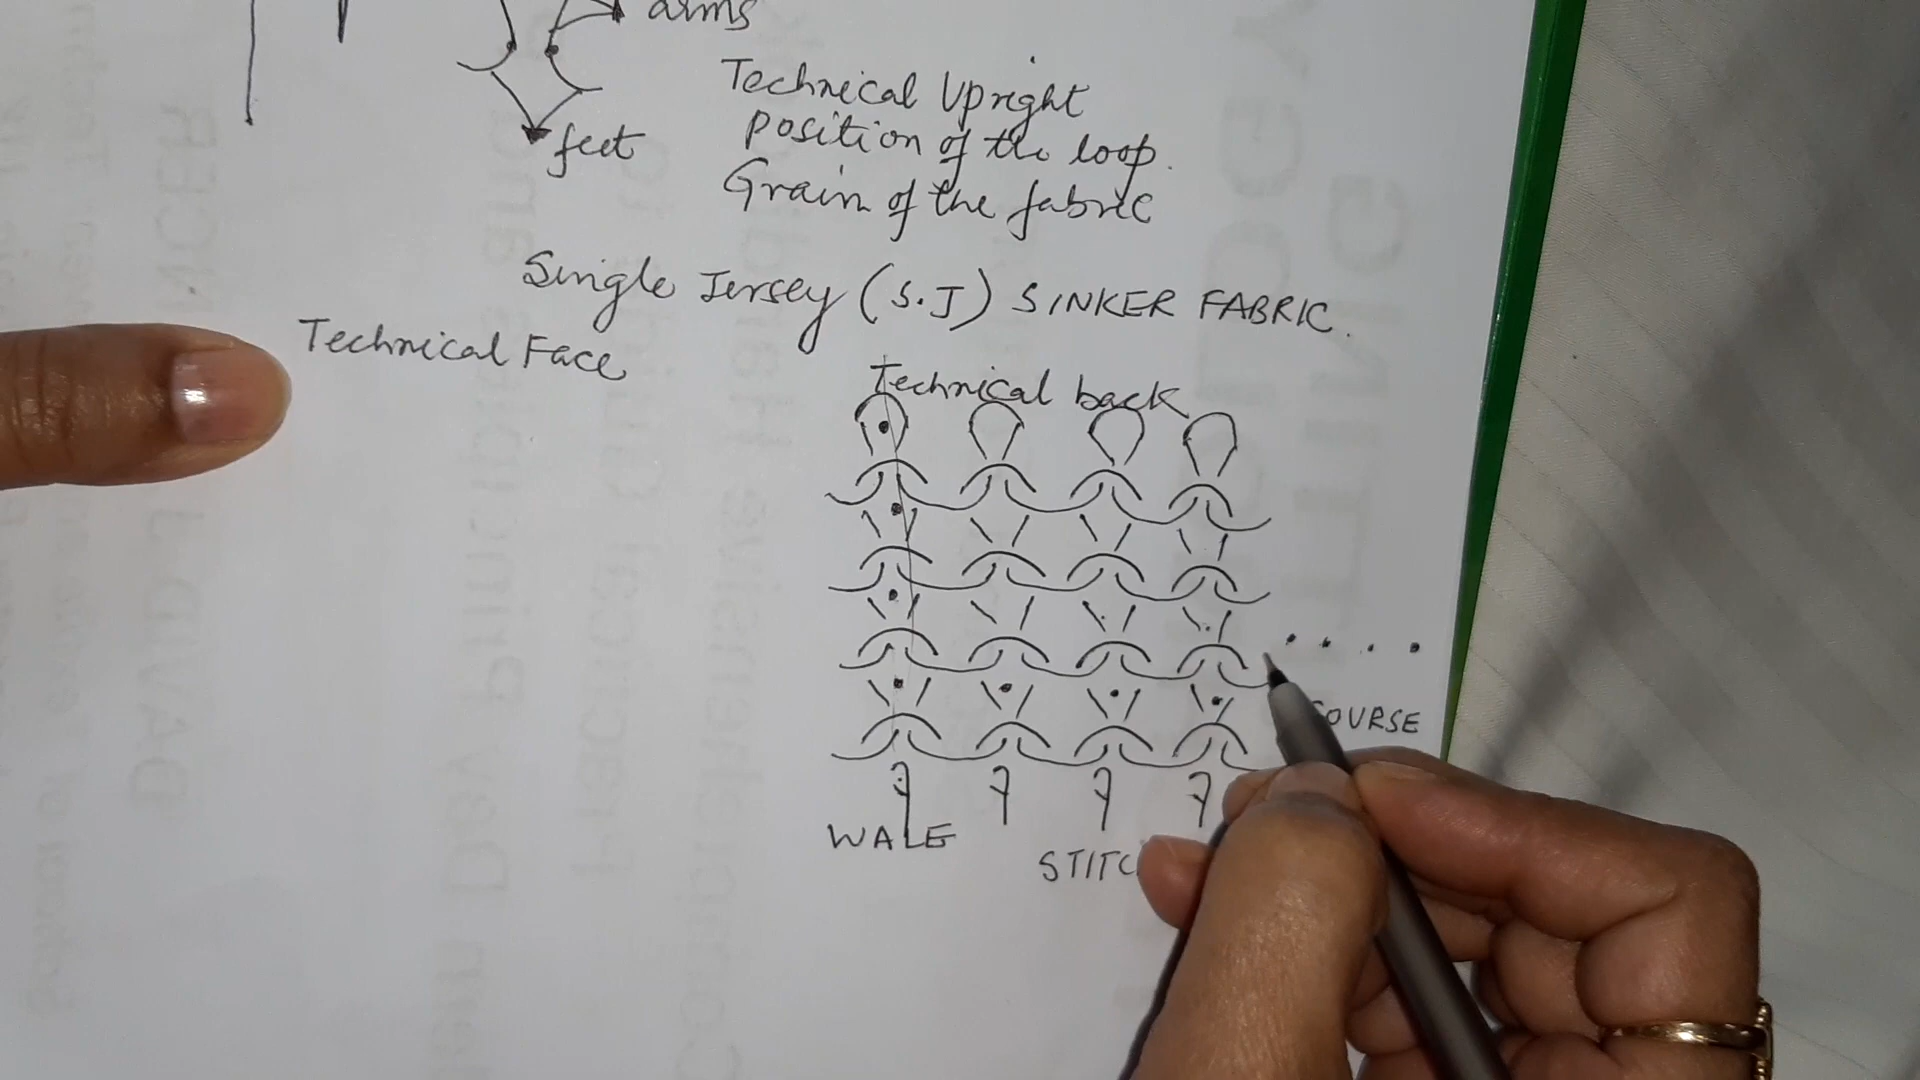 arms
feet
Technical Upright
position of the loop.
Grain of the fabric
Single Jersey (S.J) SINKER FABRIC.
Technical Face
Technical back
COURSE
WALE
STITC